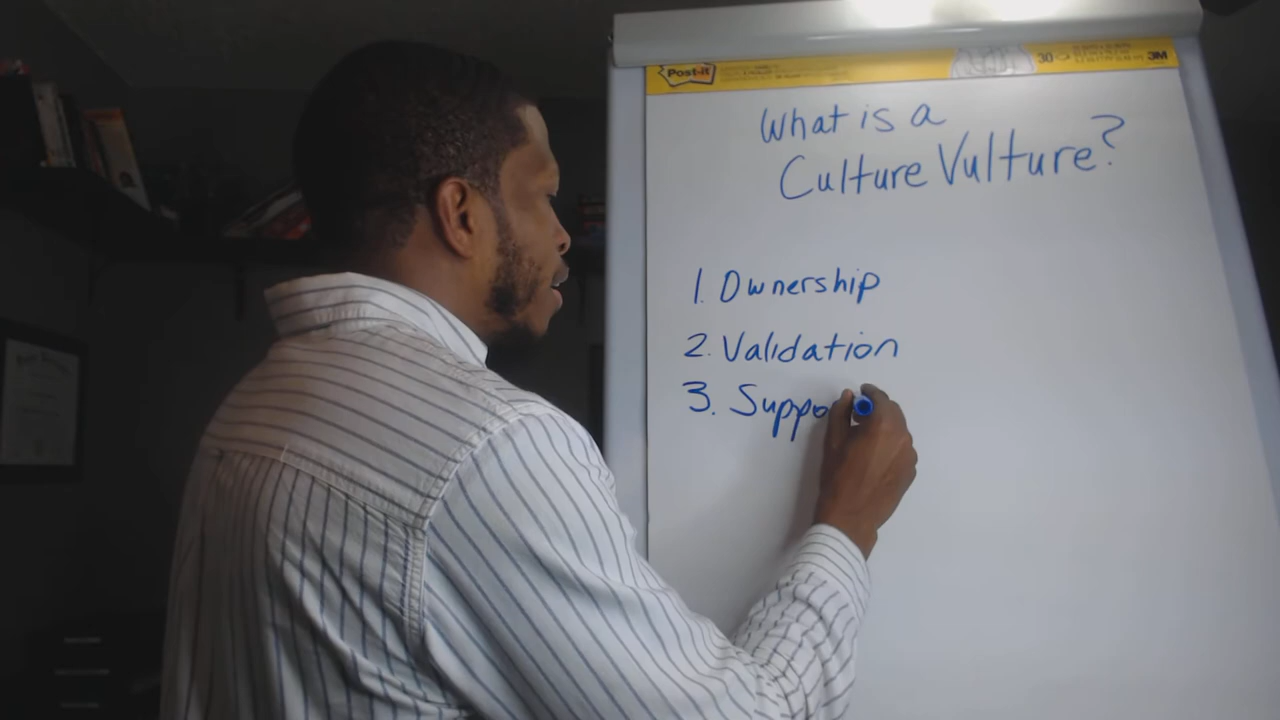 Post-it
30
3M
What is a
Culture Vulture?
1. Ownership
2. Validation
3. Suppo